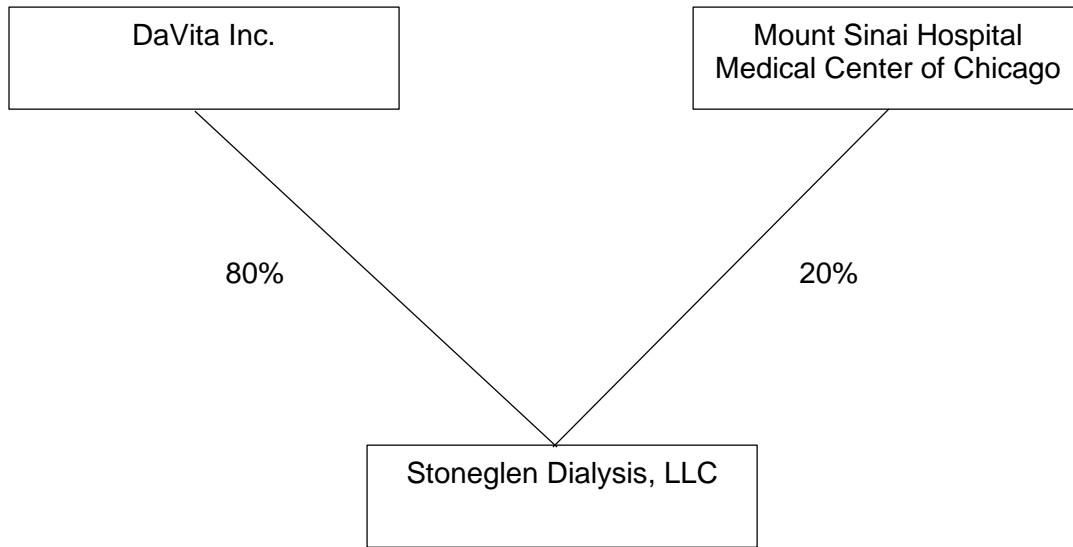 DaVita Inc.
Mount Sinai Hospital
Medical Center of Chicago
80%
20%
Stoneglen Dialysis, LLC